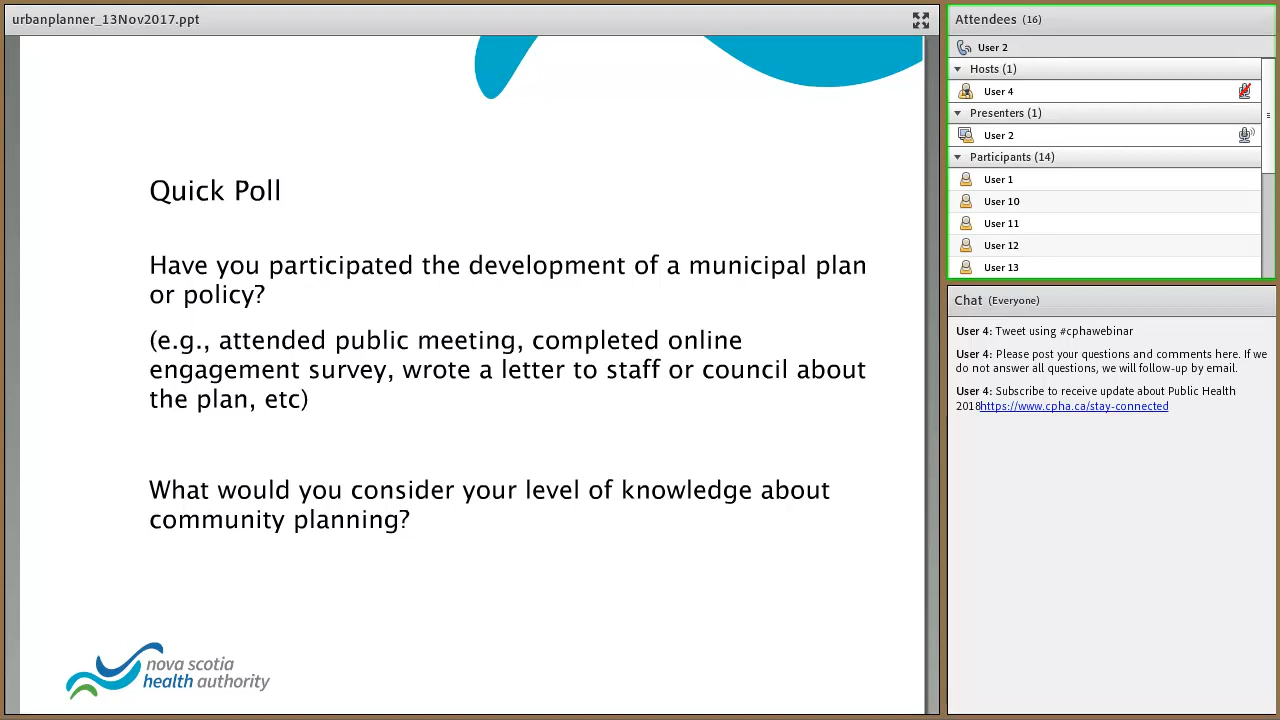 urbanplanner_13Nov2017.ppt
Quick Poll
Have you participated the development of a municipal plan
or policy?
(e.g., attended public meeting, completed online
engagement survey, wrote a letter to staff or council about
the plan, etc)
What would you consider your level of knowledge about
community planning?
nova scotia
health authority
Attendees (16)
User 2
Hosts (1)
User 4
Presenters (1)
User 2
Participants (14)
User 1
User 10
User 11
User 12
User 13
Chat (Everyone)
User 4: Tweet using #cphawebinar
User 4: Please post your questions and comments here. If we
do not answer all questions, we will follow-up by email.
User 4: Subscribe to receive update about Public Health
2018https://www.cpha.ca/stay-connected